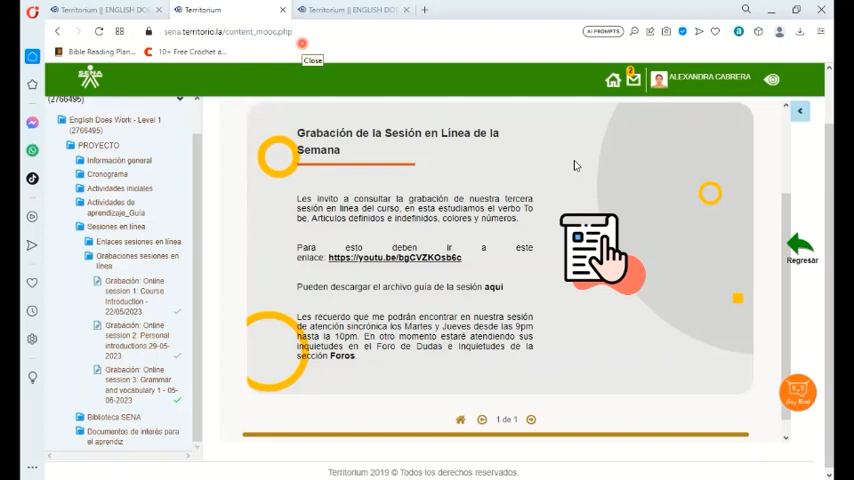 Territorium || ENGLISH DO
Territorium
Territorium || ENGLISH DO
sena.territorio.la/content_mooc.php
AI PROMPTS
Bible Reading Plan...
10+ Free Crochet a...
Close
SENA
2
ALEXANDRA CABRERA
(2766495)
English Does Work - Level 1
(2766495)
PROYECTO
Información general
Cronograma
Actividades iniciales
Actividades de
aprendizaje_Guía
Sesiones en línea
Enlaces sesiones en línea
Grabaciones sesiones en
línea
Grabación: Online
session 1: Course
Introduction -
22/05/2023
Grabación: Online
session 2: Personal
introductions 29-05-
2023
Grabación: Online
session 3: Grammar
and vocabulary 1 - 05-
06-2023
Biblioteca SENA
Documentos de interés para
el aprendiz
Grabación de la Sesión en Línea de la
Semana
Les invito a consultar la grabación de nuestra tercera
sesión en línea del curso, en esta estudiamos el verbo To
be, Artículos definidos e indefinidos, colores y números.
Para esto deben ir a este
enlace: https://youtu.be/bgCVZKOsb6c
Pueden descargar el archivo guía de la sesión aquí
Les recuerdo que me podrán encontrar en nuestra sesión
de atención sincrónica los Martes y Jueves desde las 9pm
hasta la 10pm. En otro momento estaré atendiendo sus
inquietudes en el Foro de Dudas e Inquietudes de la
sección Foros.
Regresar
1 de 1
Territorium 2019 © Todos los derechos reservados.